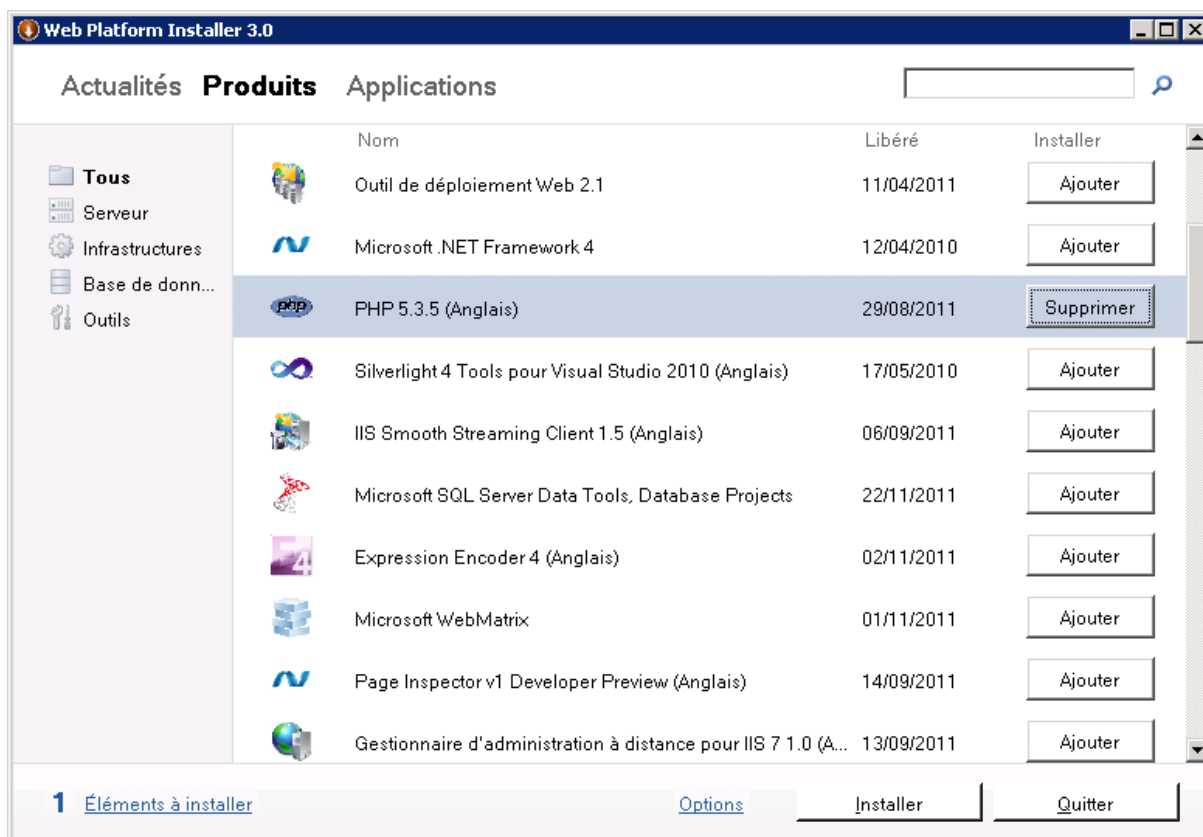 Web Platform Installer 3.0
Actualités Produits Applications
Nom Libéré Installer
Tous
Serveur
Infrastructures
Base de donn...
Outils
Outil de déploiement Web 2.1 11/04/2011 Ajouter
Microsoft .NET Framework 4 12/04/2010 Ajouter
php PHP 5.3.5 (Anglais) 29/08/2011 Supprimer
Silverlight 4 Tools pour Visual Studio 2010 (Anglais) 17/05/2010 Ajouter
IIS Smooth Streaming Client 1.5 (Anglais) 06/09/2011 Ajouter
Microsoft SQL Server Data Tools, Database Projects 22/11/2011 Ajouter
E4 Expression Encoder 4 (Anglais) 02/11/2011 Ajouter
Microsoft WebMatrix 01/11/2011 Ajouter
Page Inspector v1 Developer Preview (Anglais) 14/09/2011 Ajouter
Gestionnaire d'administration à distance pour IIS 7 1.0 (A... 13/09/2011 Ajouter
1 Éléments à installer Options Installer Quitter